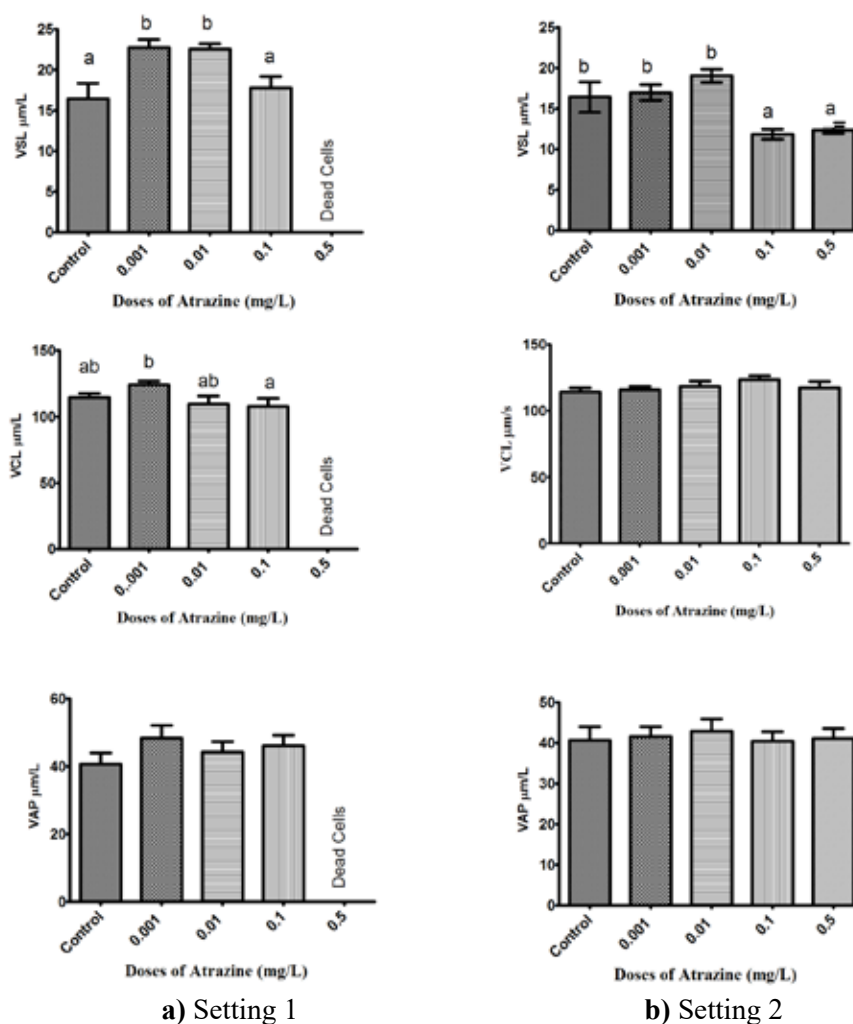 25
20
15
10
5
0
VSL μm/L
a
b
b
a
Dead Cells
Control
0.001
0.01
0.1
0.5
Doses of Atrazine (mg/L)
25
20
15
10
5
0
VSL μm/L
b
b
b
a
a
Control
0.001
0.01
0.1
0.5
Doses of Atrazine (mg/L)
150
100
50
0
VCL μm/L
ab
b
ab
a
Dead Cells
Control
0,.001
0.01
0.1
0.5
Doses of Atrazine (mg/L)
150
100
50
0
VCL μm/s
Control
0.001
0.01
0.1
0.5
Doses of Atrazine (mg/L)
60
40
20
0
VAP μm/L
Dead Cells
Control
0.001
0.01
0.1
0.5
Doses of Atrazine (mg/L)
50
40
30
20
10
0
VAP μm/L
Control
0.001
0.01
0.1
0.5
Doses of Atrazine (mg/L)
a) Setting 1
b) Setting 2